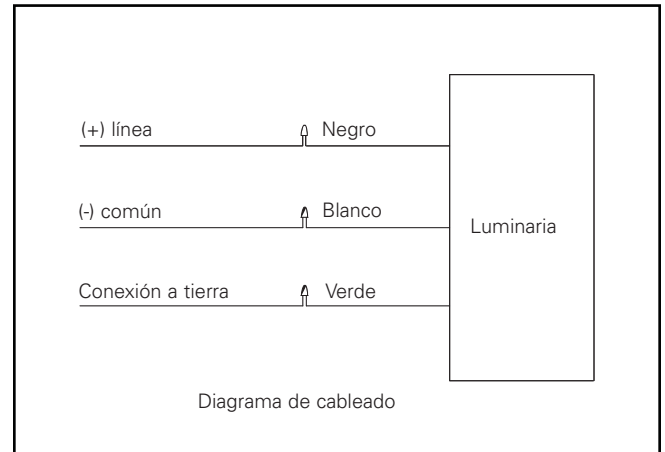 (+) línea Negro
(-) común Blanco
Luminaria
Conexión a tierra Verde
Diagrama de cableado